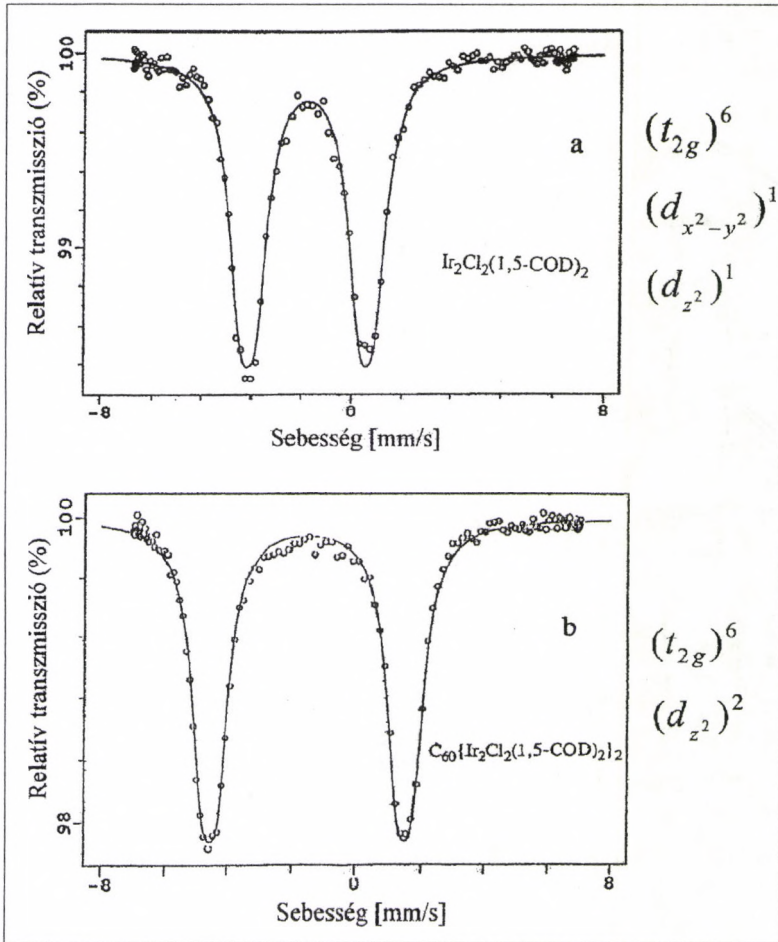 Relatív transzmisszió (%)
100
99
a
Ir₂Cl₂(1,5-COD)₂
-8
0
8
Sebesség [mm/s]
(t₂g)⁶
(dx²−y²)¹
(dz²)¹
Relatív transzmisszió (%)
100
98
b
C₆₀{Ir₂Cl₂(1,5-COD)₂}₂
-8
0
8
Sebesség [mm/s]
(t₂g)⁶
(dz²)²